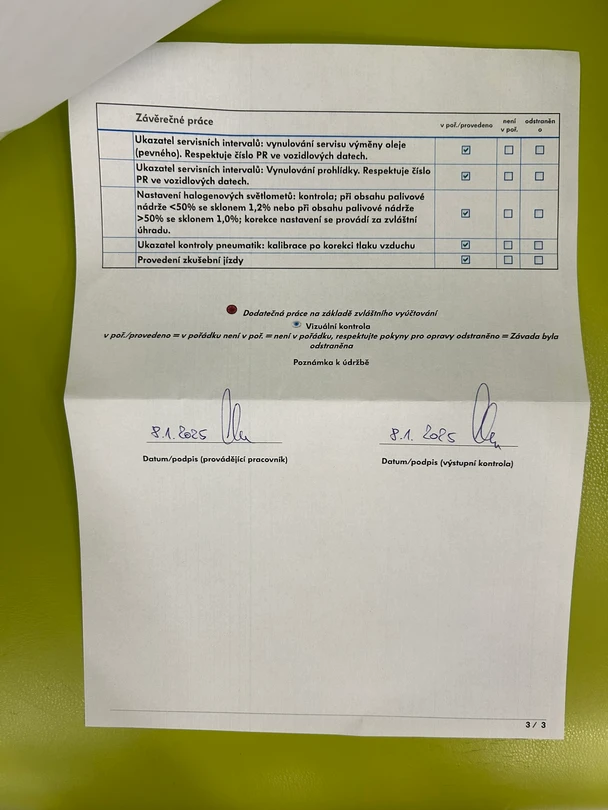 Závěrečné práce
v poř./provedeno
není
v poř.
odstraněn
o
Ukazatel servisních intervalů: vynulování servisu výměny oleje
(pevného). Respektuje číslo PR ve vozidlových datech.
Ukazatel servisních intervalů: Vynulování prohlídky. Respektuje číslo
PR ve vozidlových datech.
Nastavení halogenových světlometů: kontrola; při obsahu palivové
nádrže <50% se sklonem 1,2% nebo při obsahu palivové nádrže
>50% se sklonem 1,0%; korekce nastavení se provádí za zvláštní
úhradu.
Ukazatel kontroly pneumatik: kalibrace po korekci tlaku vzduchu
Provedení zkušební jízdy
Dodatečná práce na základě zvláštního vyúčtování
Vizuální kontrola
v poř./provedeno = v pořádku není v poř. = není v pořádku, respektujte pokyny pro opravy odstraněno = Závada byla
odstraněna
Poznámka k údržbě
8.1.2025
8.1.2025
Datum/podpis (provádějící pracovník)
Datum/podpis (výstupní kontrola)
3 / 3